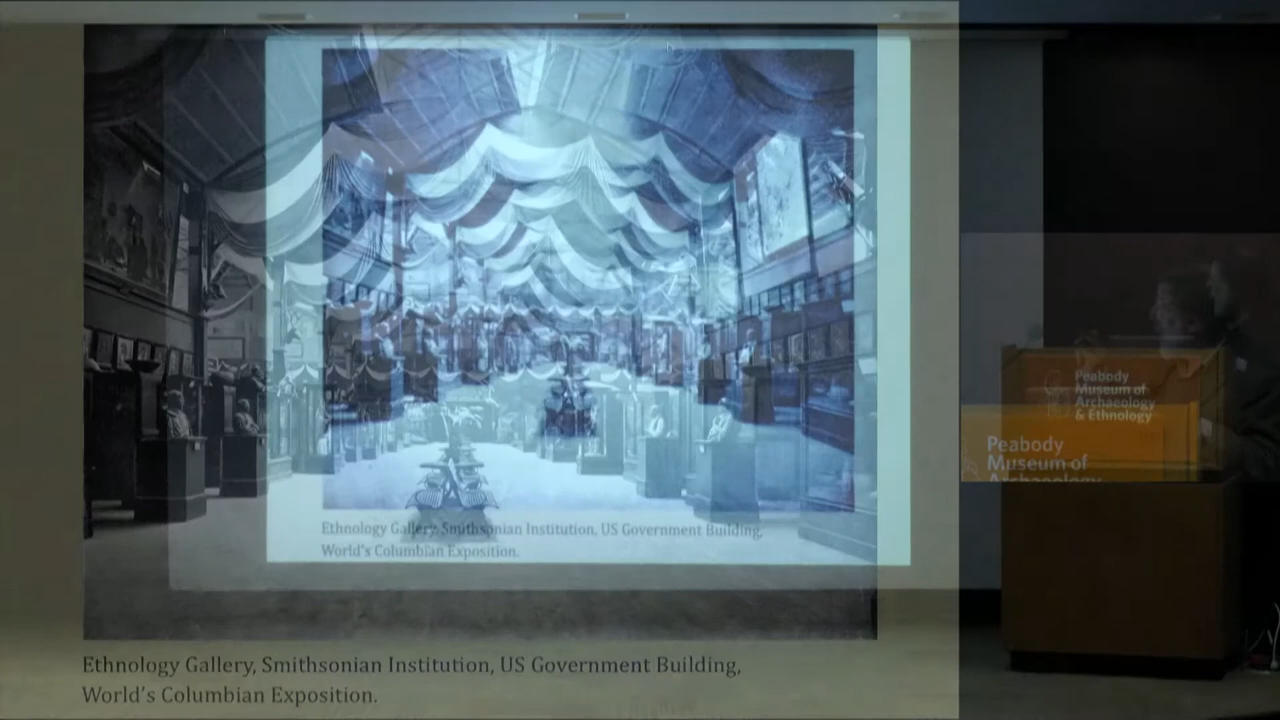 Ethnology Gallery, Smithsonian Institution, US Government Building,
World's Columbian Exposition.
Ethnology Gallery, Smithsonian Institution, US Government Building,
World's Columbian Exposition.
Peabody
Museum of
Archaeology
& Ethnology
Peabody
Museum of
Archaeology